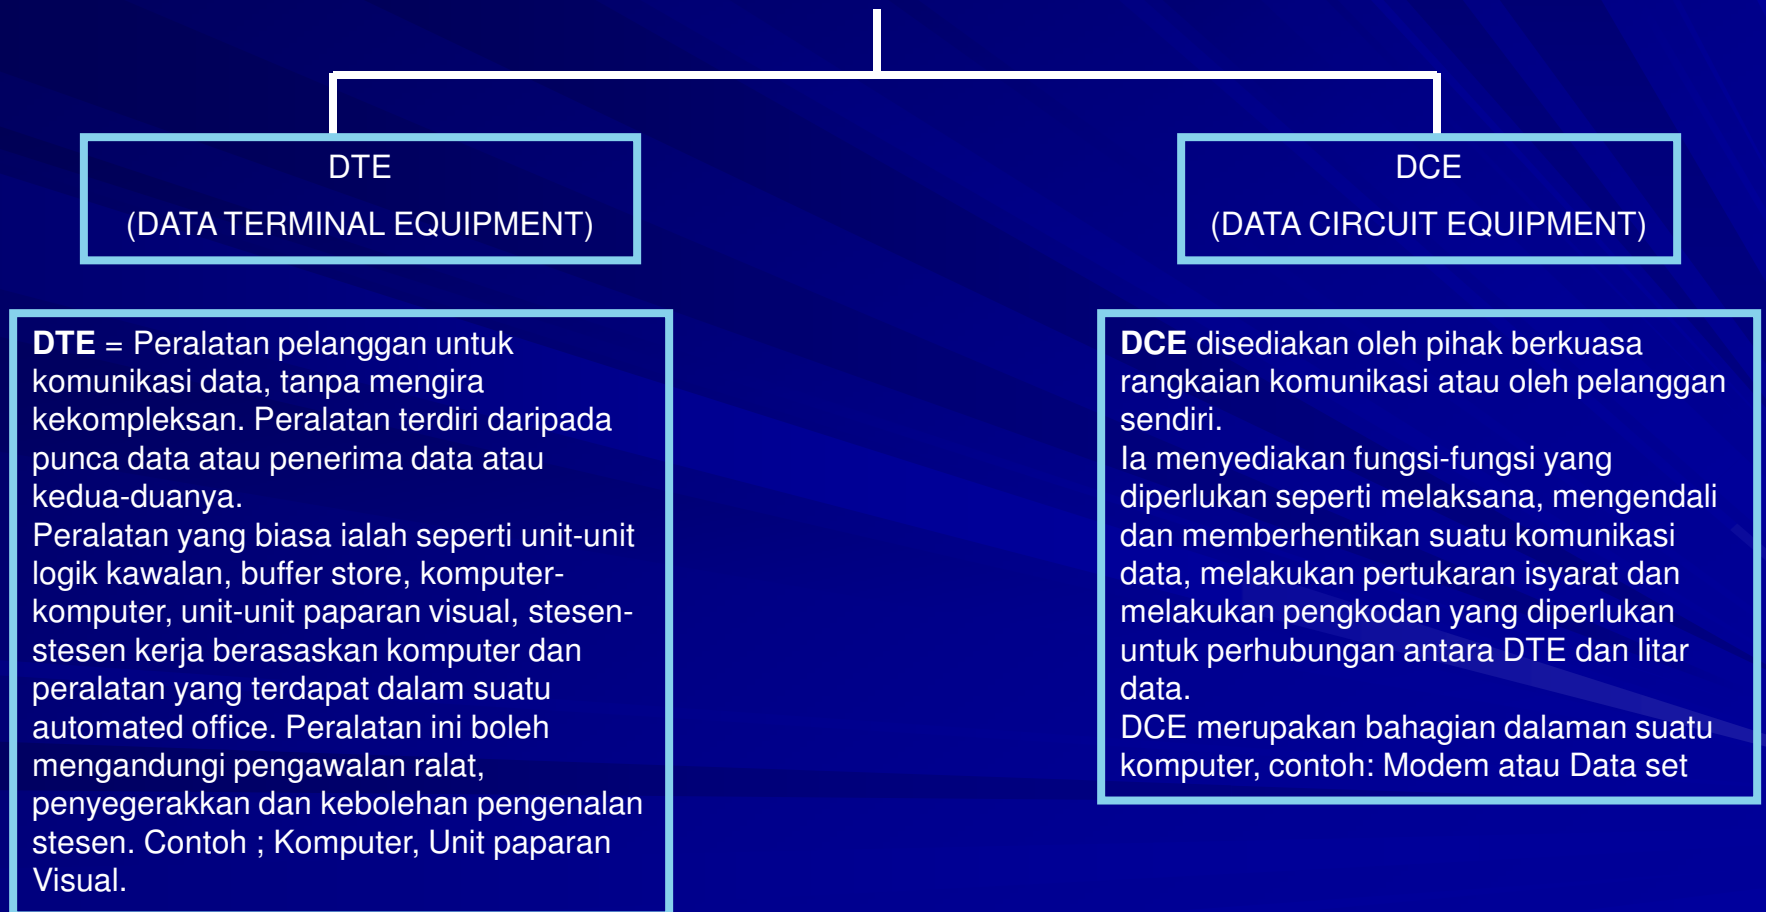 DTE
(DATA TERMINAL EQUIPMENT)
DCE
(DATA CIRCUIT EQUIPMENT)
DTE = Peralatan pelanggan untuk
komunikasi data, tanpa mengira
kekompleksan. Peralatan terdiri daripada
punca data atau penerima data atau
kedua-duanya.
Peralatan yang biasa ialah seperti unit-unit
logik kawalan, buffer store, komputer-
komputer, unit-unit paparan visual, stesen-
stesen kerja berasaskan komputer dan
peralatan yang terdapat dalam suatu
automated office. Peralatan ini boleh
mengandungi pengawalan ralat,
penyegerakkan dan kebolehan pengenalan
stesen. Contoh ; Komputer, Unit paparan
Visual.
DCE disediakan oleh pihak berkuasa
rangkaian komunikasi atau oleh pelanggan
sendiri.
Ia menyediakan fungsi-fungsi yang
diperlukan seperti melaksana, mengendali
dan memberhentikan suatu komunikasi
data, melakukan pertukaran isyarat dan
melakukan pengkodan yang diperlukan
untuk perhubungan antara DTE dan litar
data.
DCE merupakan bahagian dalaman suatu
komputer, contoh: Modem atau Data set